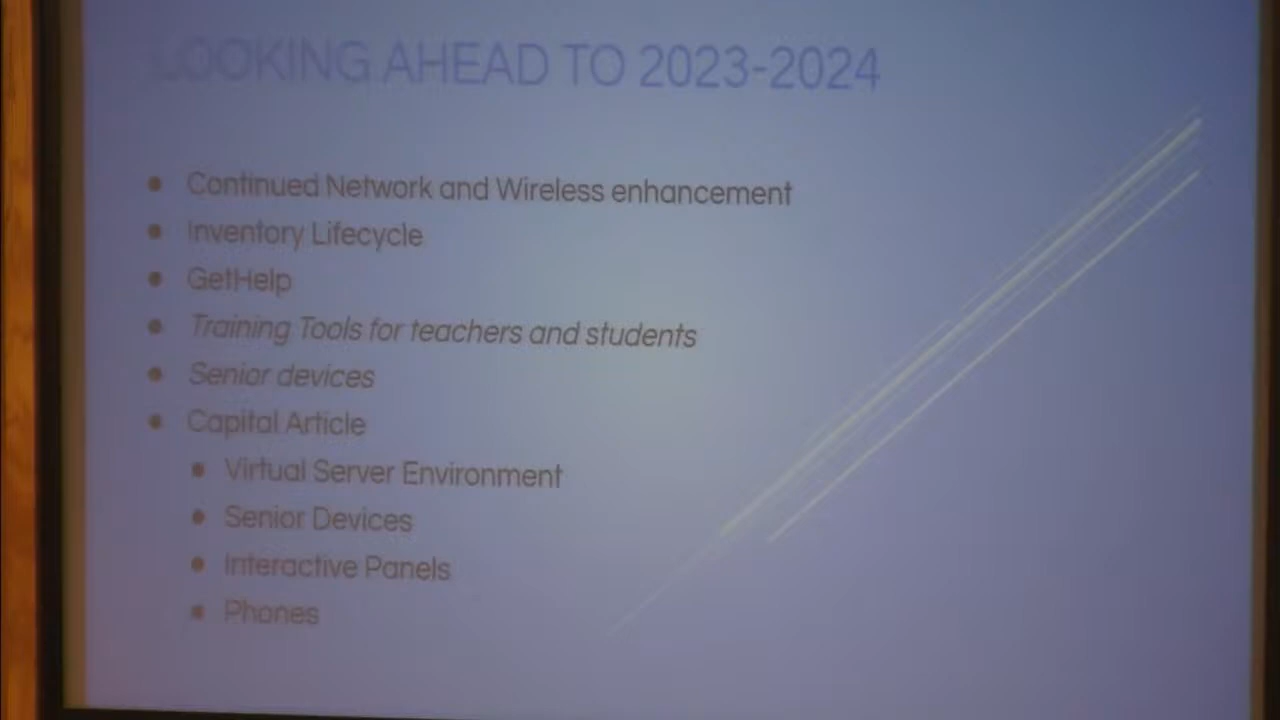 LOOKING AHEAD TO 2023-2024
Continued Network and Wireless enhancement
Inventory Lifecycle
GetHelp
Training Tools for teachers and students
Senior devices
Capital Article
Virtual Server Environment
Senior Devices
Interactive Panels
Phones